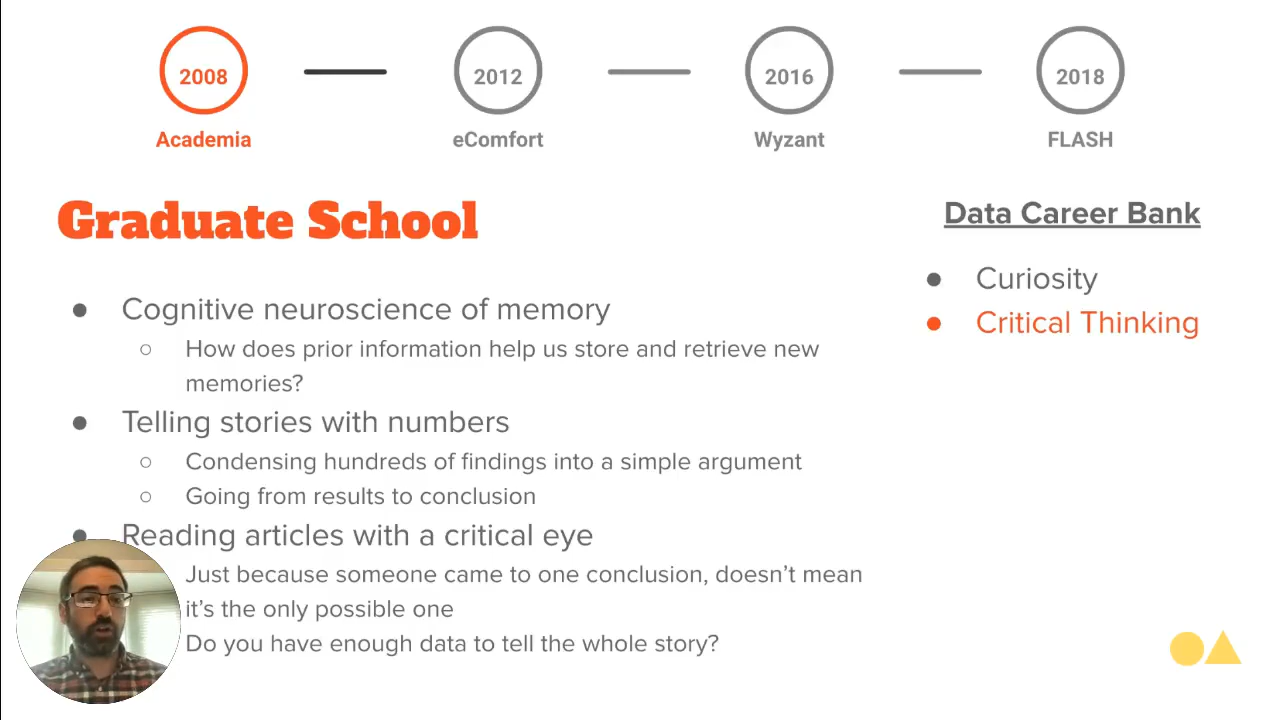 2008
2012
2016
2018
Academia
eComfort
Wyzant
FLASH
Graduate School
Data Career Bank
● Curiosity
● Critical Thinking
● Cognitive neuroscience of memory
○ How does prior information help us store and retrieve new
memories?
● Telling stories with numbers
○ Condensing hundreds of findings into a simple argument
○ Going from results to conclusion
● Reading articles with a critical eye
Just because someone came to one conclusion, doesn't mean
it's the only possible one
Do you have enough data to tell the whole story?